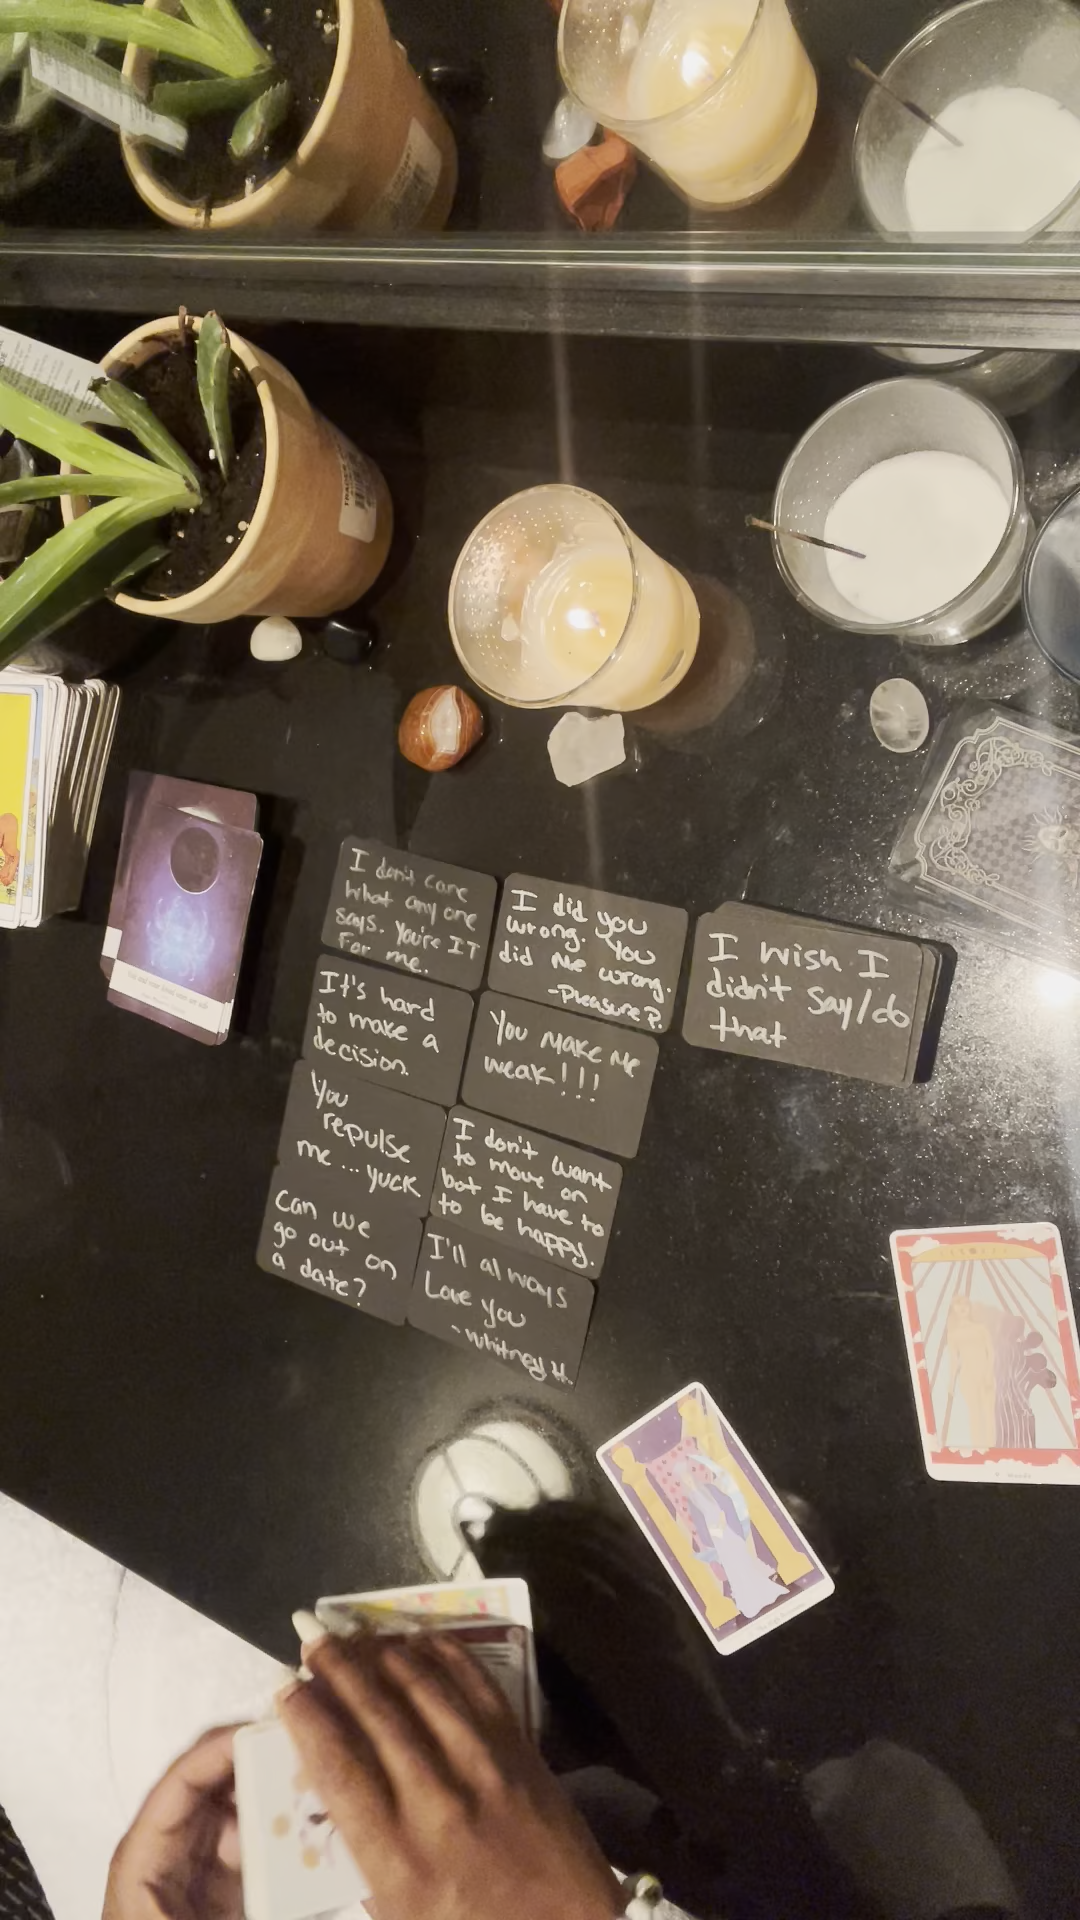 I don't care
what any one
says. You're IT
For me.
I did you
wrong. You
did me wrong.
-Pleasure P.
I wish I
didn't say/do
that
It's hard
to make a
decision.
You make me
weak!!!
You
repulse
me... yuck
I don't want
to move on
but I have to
to be happy.
Can we
go out on
a date?
I'll always
Love you
-Whitney H.